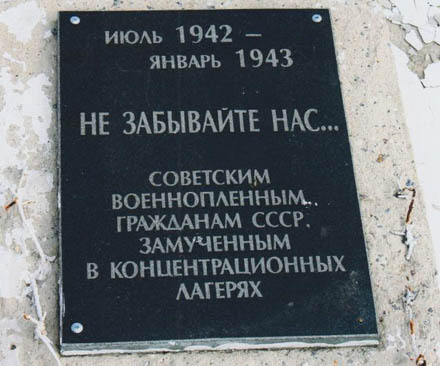 ИЮЛЬ 1942 –
ЯНВАРЬ 1943
НЕ ЗАБЫВАЙТЕ НАС...
СОВЕТСКИМ
ВОЕННОПЛЕННЫМ,
ГРАЖДАНАМ СССР,
ЗАМУЧЕННЫМ
В КОНЦЕНТРАЦИОННЫХ
ЛАГЕРЯХ